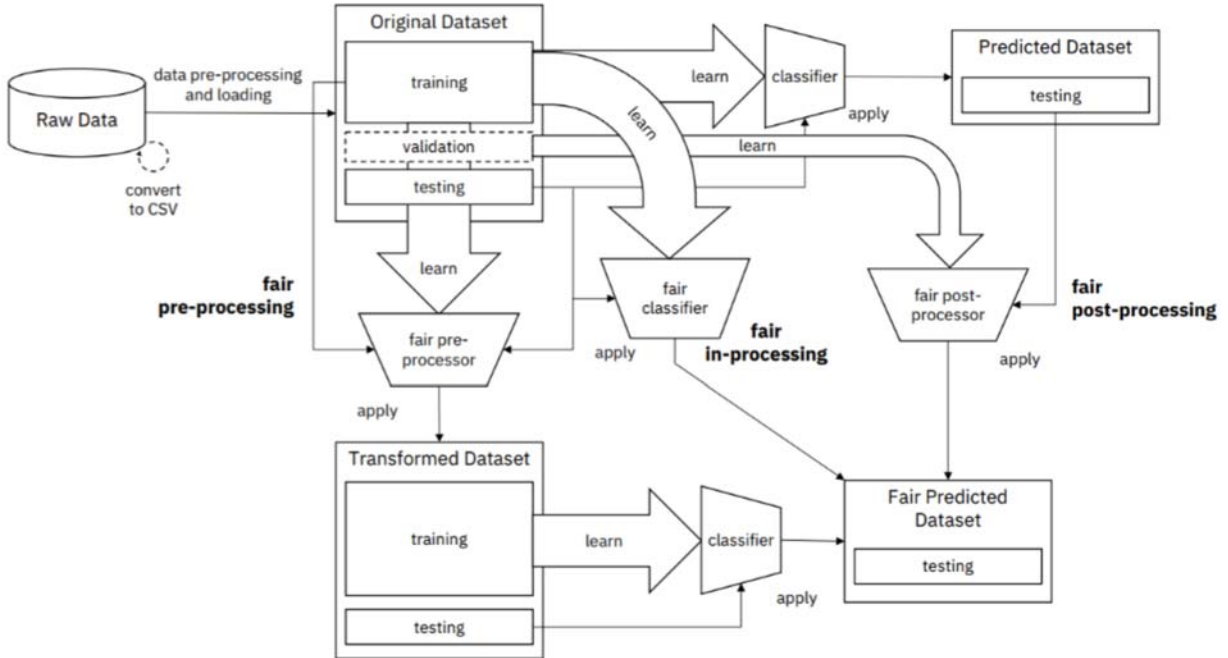 Original Dataset
training
validation
testing
Raw Data
data pre-processing
and loading
convert
to CSV
learn
classifier
apply
Predicted Dataset
testing
learn
learn
learn
fair
pre-processing
fair pre-
processor
apply
fair
classifier
apply
fair
in-processing
fair post-
processor
apply
fair
post-processing
Transformed Dataset
training
testing
learn
classifier
apply
Fair Predicted
Dataset
testing